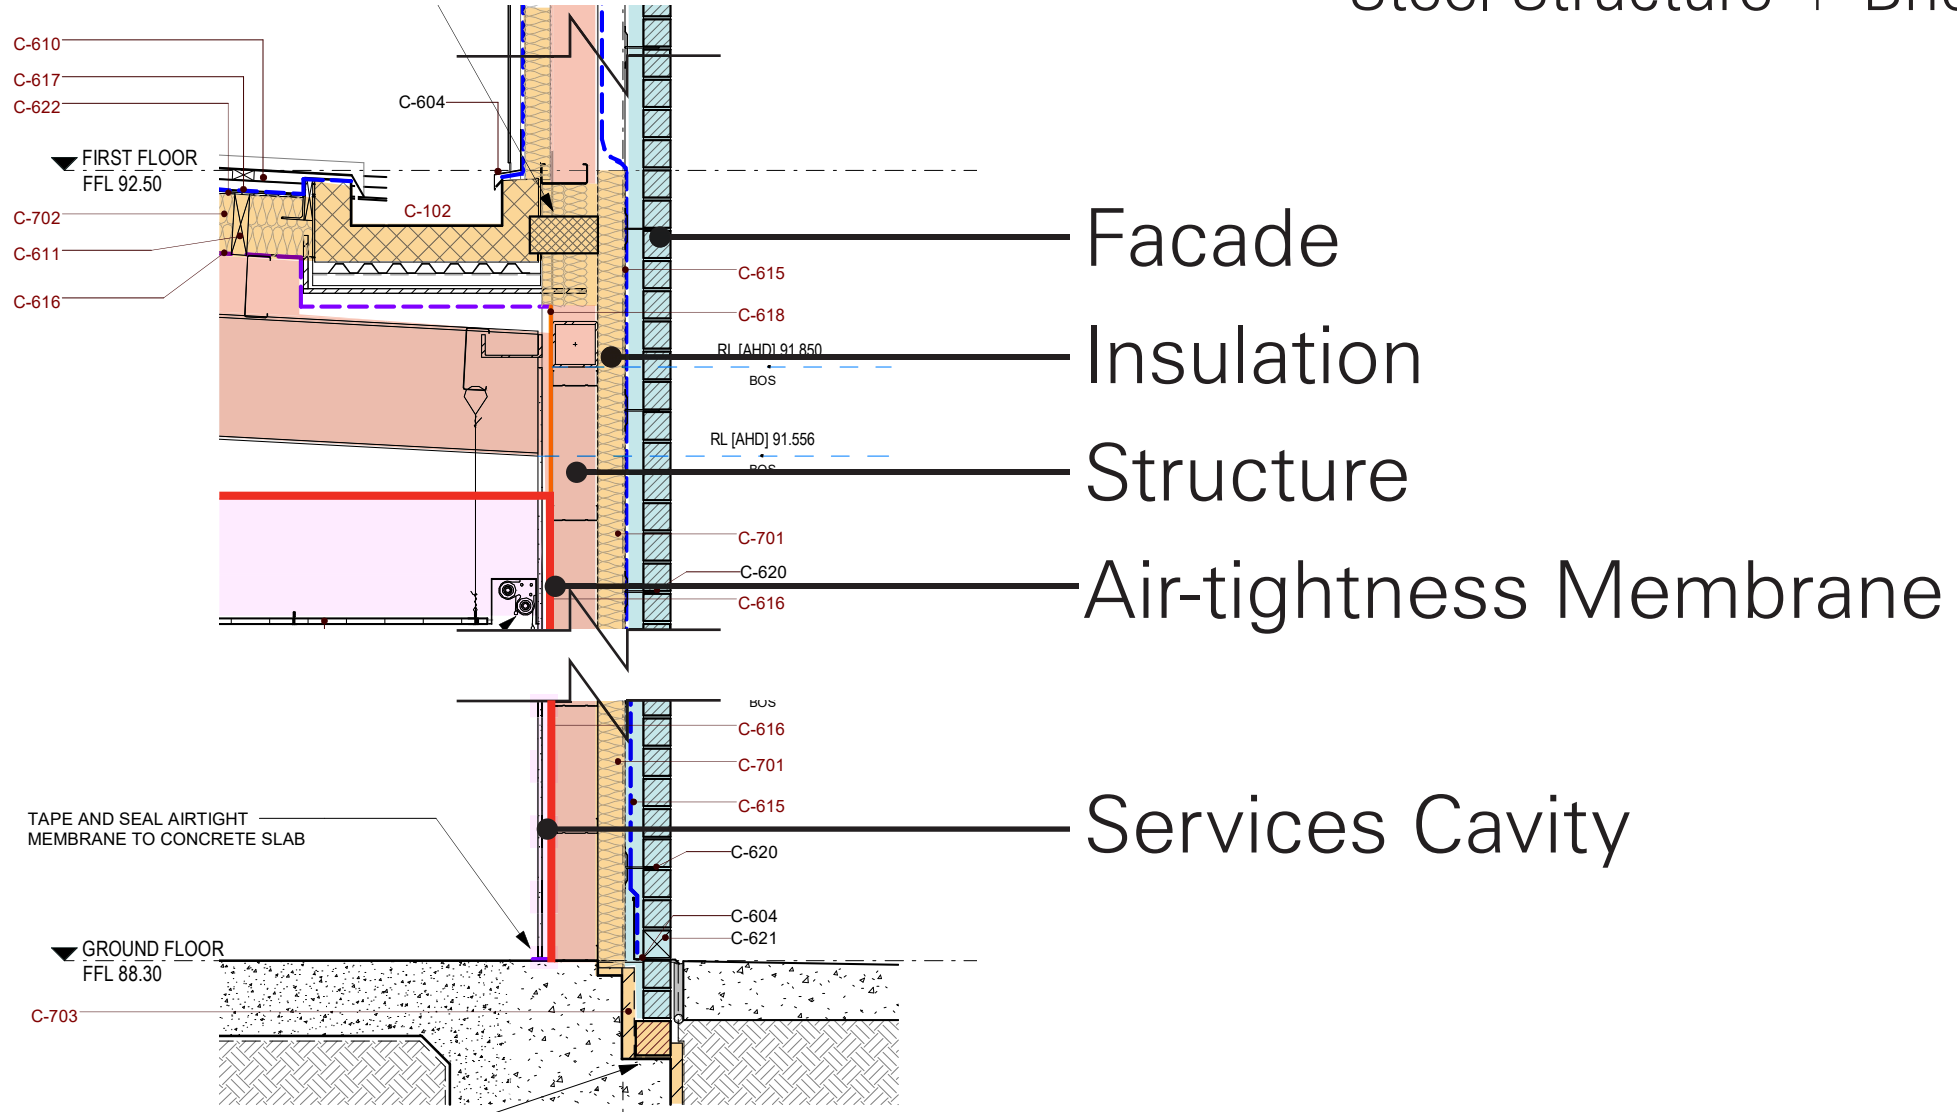 C-610
C-617
C-622
C-604
FIRST FLOOR
FFL 92.50
C-702
C-102
C-611
C-616
Facade
C-615
C-618
RL [AHD] 91.850
Insulation
BOS
RL [AHD] 91.556
BOS
Structure
C-701
C-620
Air-tightness Membrane
C-616
BOS
C-616
C-701
C-615
TAPE AND SEAL AIRTIGHT
MEMBRANE TO CONCRETE SLAB
Services Cavity
C-620
C-604
C-621
GROUND FLOOR
FFL 88.30
C-703